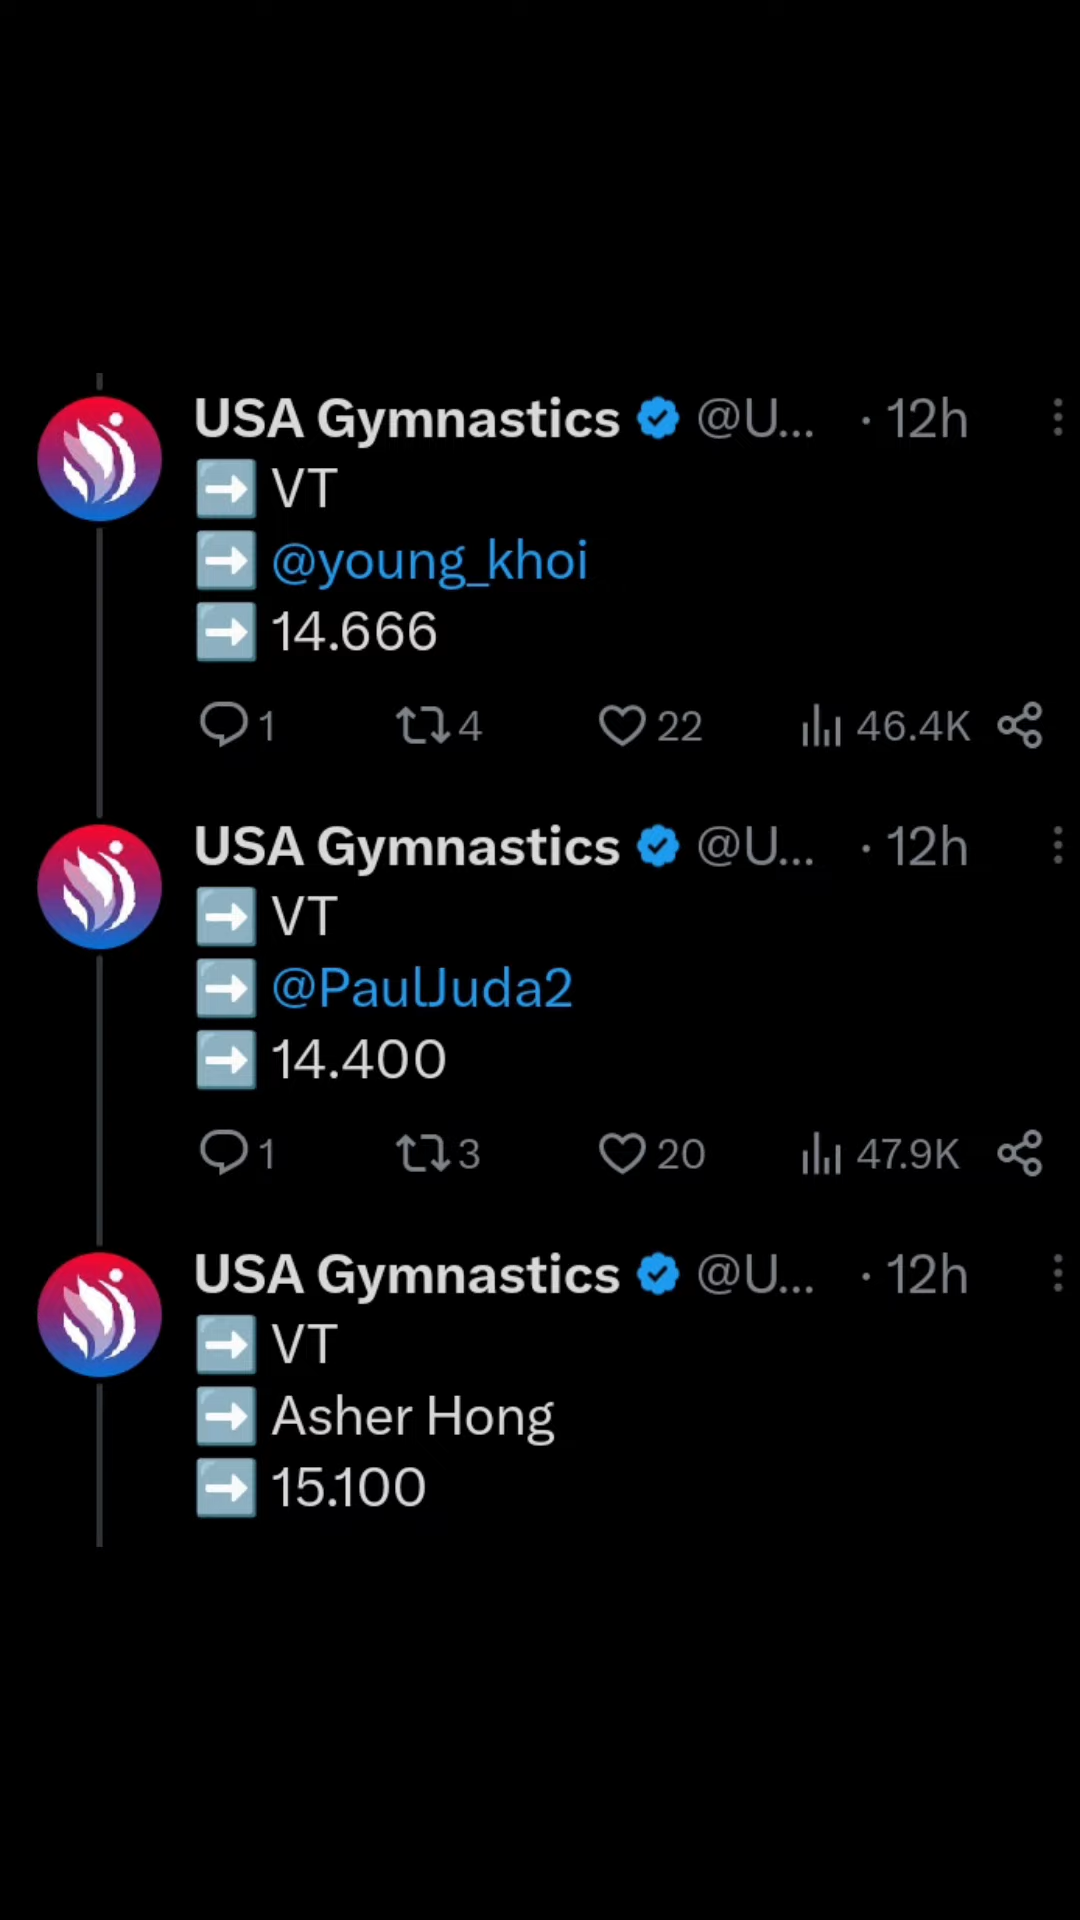 USA Gymnastics @U... · 12h
➡️ VT
➡️ @young_khoi
➡️ 14.666
1 4 22 46.4K
USA Gymnastics @U... · 12h
➡️ VT
➡️ @PaulJuda2
➡️ 14.400
1 3 20 47.9K
USA Gymnastics @U... · 12h
➡️ VT
➡️ Asher Hong
➡️ 15.100